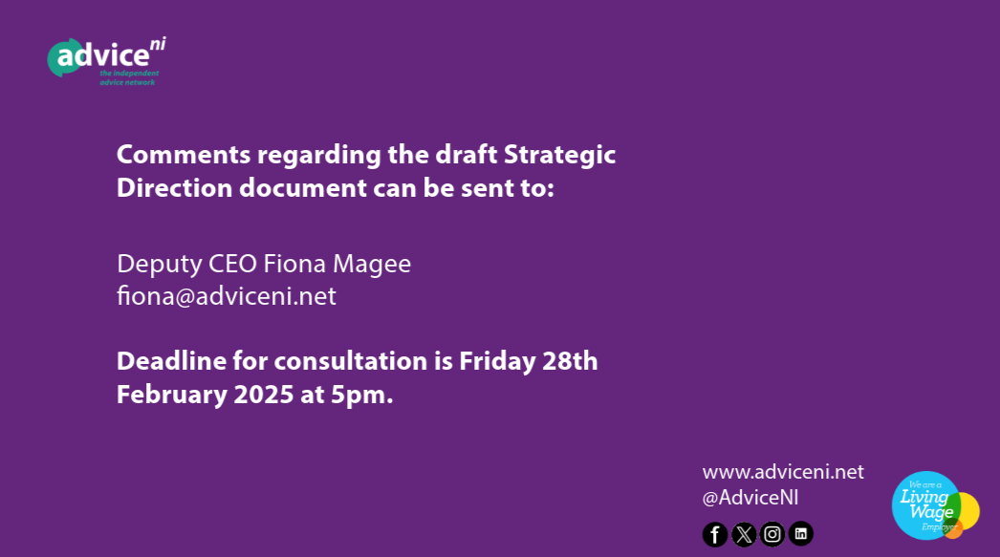 advice ni
the independent
advice network
Comments regarding the draft Strategic
Direction document can be sent to:
Deputy CEO Fiona Magee
fiona@adviceni.net
Deadline for consultation is Friday 28th
February 2025 at 5pm.
www.adviceni.net
@AdviceNI
We are a
Living
Wage
Employer